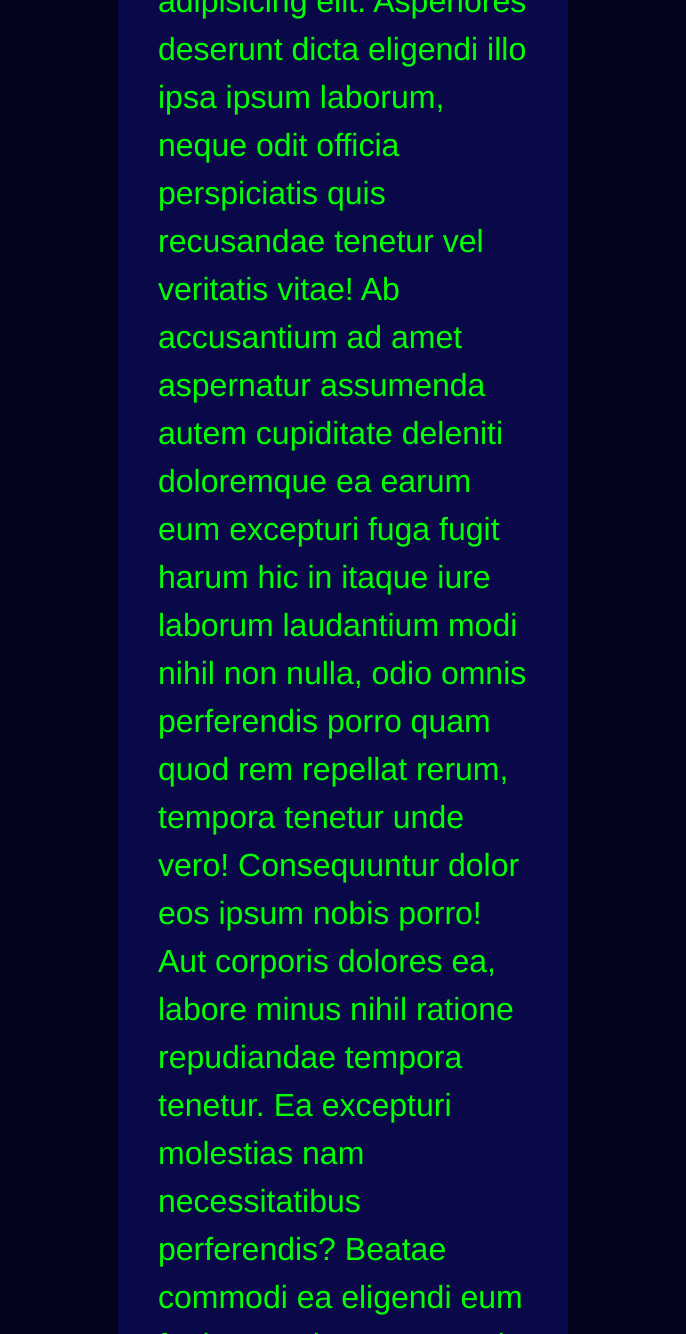 adipisicing elit. Asperiores
deserunt dicta eligendi illo
ipsa ipsum laborum,
neque odit officia
perspiciatis quis
recusandae tenetur vel
veritatis vitae! Ab
accusantium ad amet
aspernatur assumenda
autem cupiditate deleniti
doloremque ea earum
eum excepturi fuga fugit
harum hic in itaque iure
laborum laudantium modi
nihil non nulla, odio omnis
perferendis porro quam
quod rem repellat rerum,
tempora tenetur unde
vero! Consequuntur dolor
eos ipsum nobis porro!
Aut corporis dolores ea,
labore minus nihil ratione
repudiandae tempora
tenetur. Ea excepturi
molestias nam
necessitatibus
perferendis? Beatae
commodi ea eligendi eum